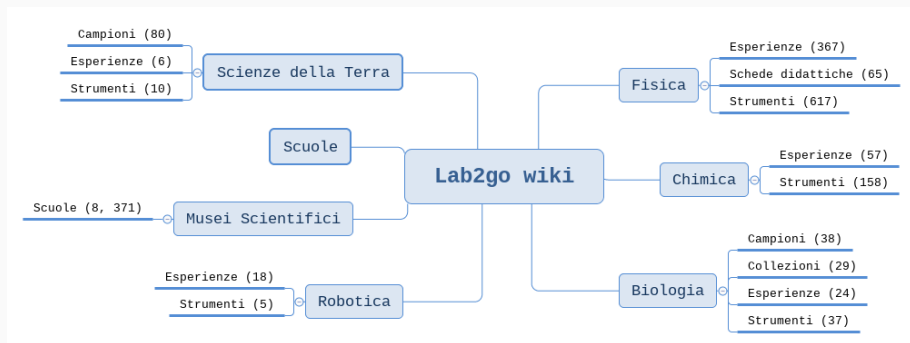 Lab2go wiki
Scienze della Terra
Campioni (80)
Esperienze (6)
Strumenti (10)
Scuole
Musei Scientifici
Scuole (8, 371)
Robotica
Esperienze (18)
Strumenti (5)
Fisica
Esperienze (367)
Schede didattiche (65)
Strumenti (617)
Chimica
Esperienze (57)
Strumenti (158)
Biologia
Campioni (38)
Collezioni (29)
Esperienze (24)
Strumenti (37)